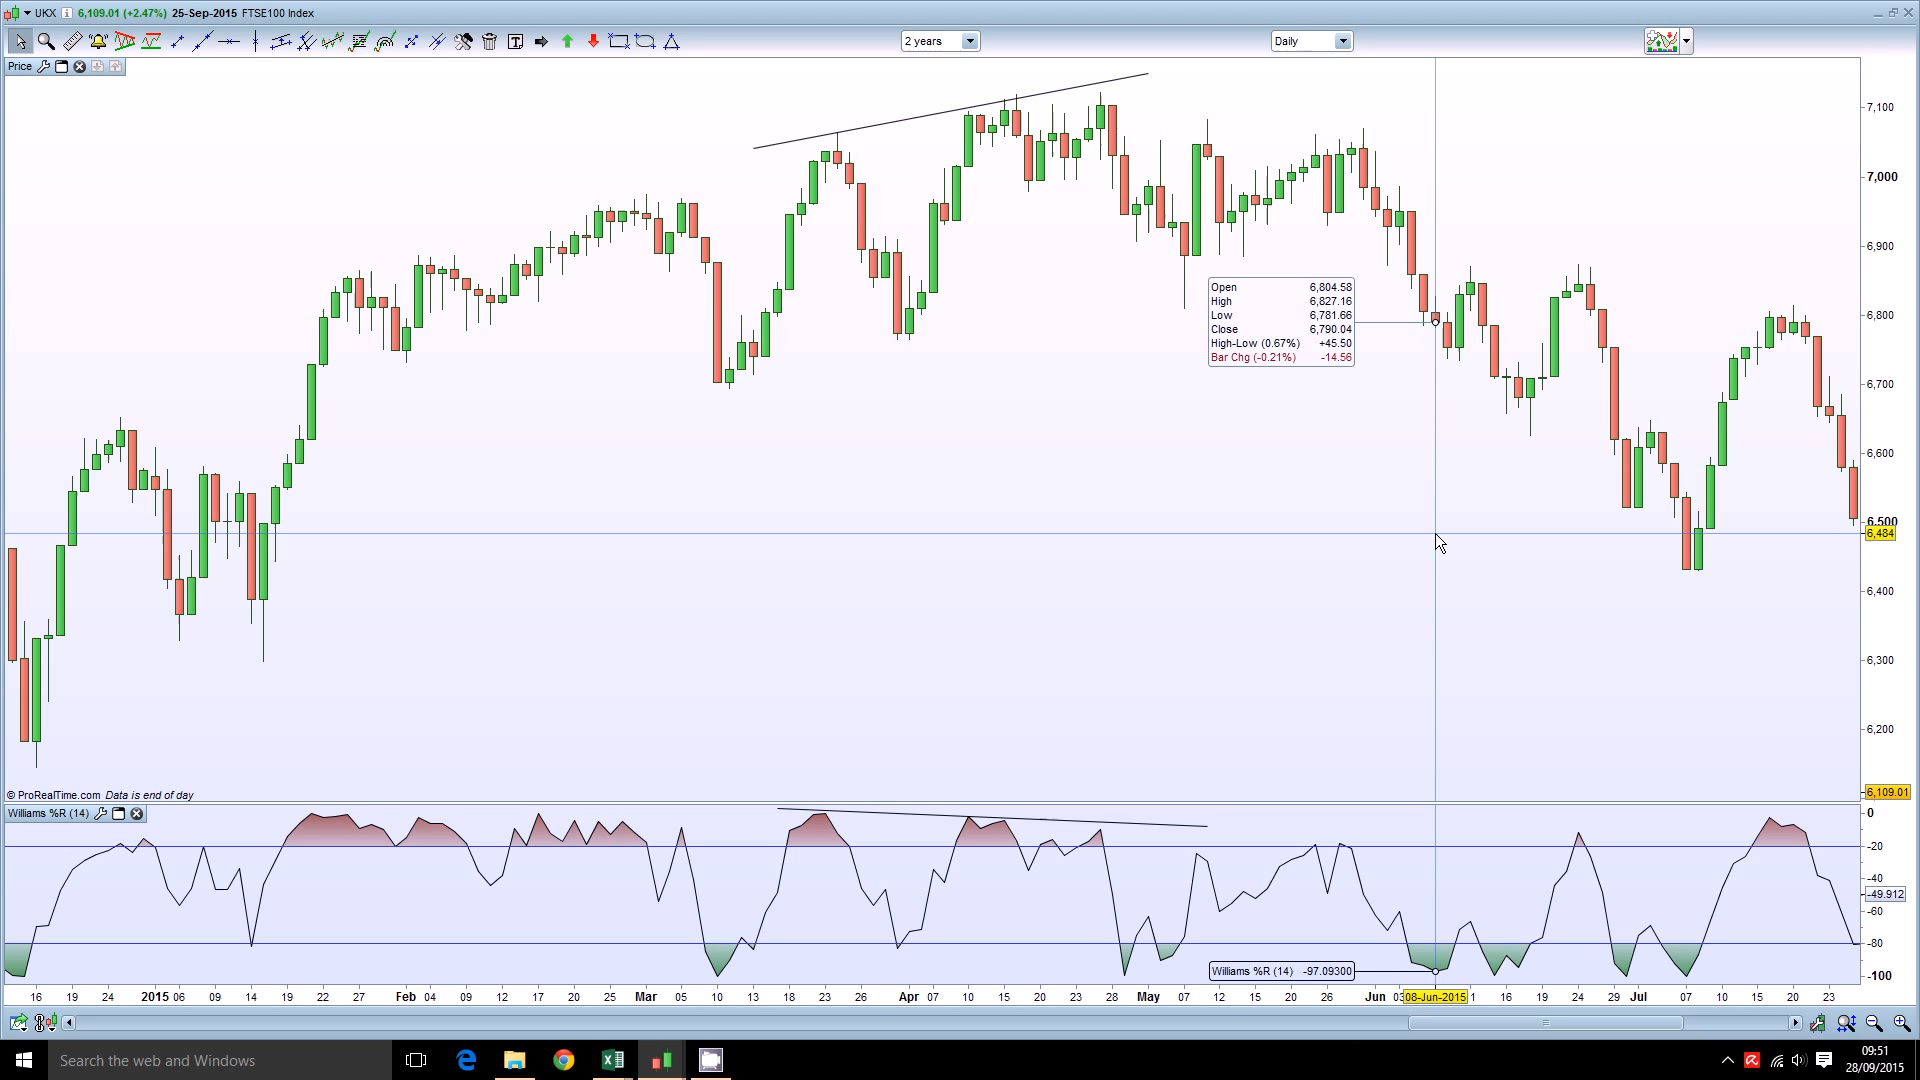 UKX 6,109.01 (+2.47%) 25-Sep-2015 FTSE100 Index
2 years Daily
Price
7,100
7,000
6,900
6,800
6,700
6,600
6,500
6,484
6,400
6,300
6,200
6,109.01
Open 6,804.58
High 6,827.16
Low 6,781.66
Close 6,790.04
High-Low (0.67%) +45.50
Bar Chg (-0.21%) -14.56
© ProRealTime.com Data is end of day
Williams %R (14)
0
-20
-40
-49.912
-60
-80
-100
Williams %R (14) -97.09300
16 19 24 2015 06 09 14 19 22 27 Feb 04 09 12 17 20 25 Mar 05 10 13 18 23 26 Apr 07 10 15 20 23 28 May 07 12 15 20 26 Jun 03 08-Jun-2015 1 16 19 24 29 Jul 07 10 15 20 23
Search the web and Windows
09:51
28/09/2015